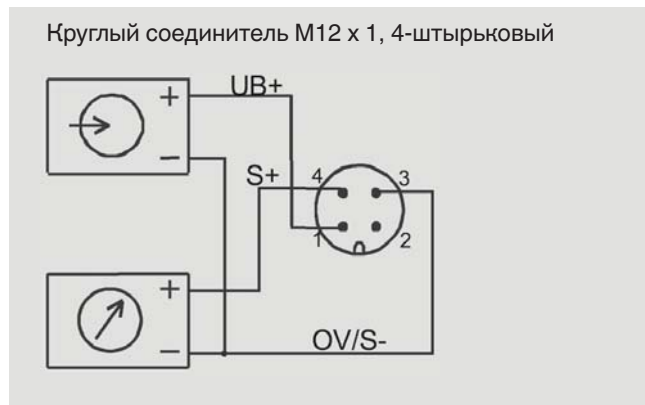 Круглый соединитель M12 x 1, 4-штырьковый
+
UB+
−
S+
4
3
1
2
+
−
OV/S-